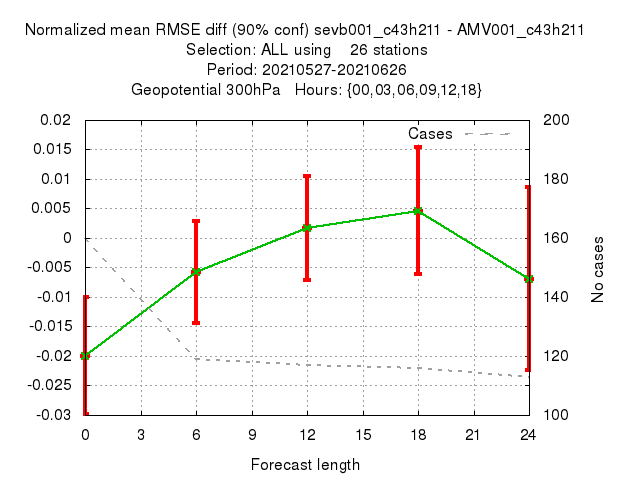 Normalized mean RMSE diff (90% conf) sevb001_c43h211 - AMV001_c43h211
Selection: ALL using 26 stations
Period: 20210527-20210626
Geopotential 300hPa Hours: {00,03,06,09,12,18}
Cases
0.02
0.015
0.01
0.005
0
-0.005
-0.01
-0.015
-0.02
-0.025
-0.03
200
180
160
140
120
100
No cases
0 3 6 9 12 15 18 21 24
Forecast length